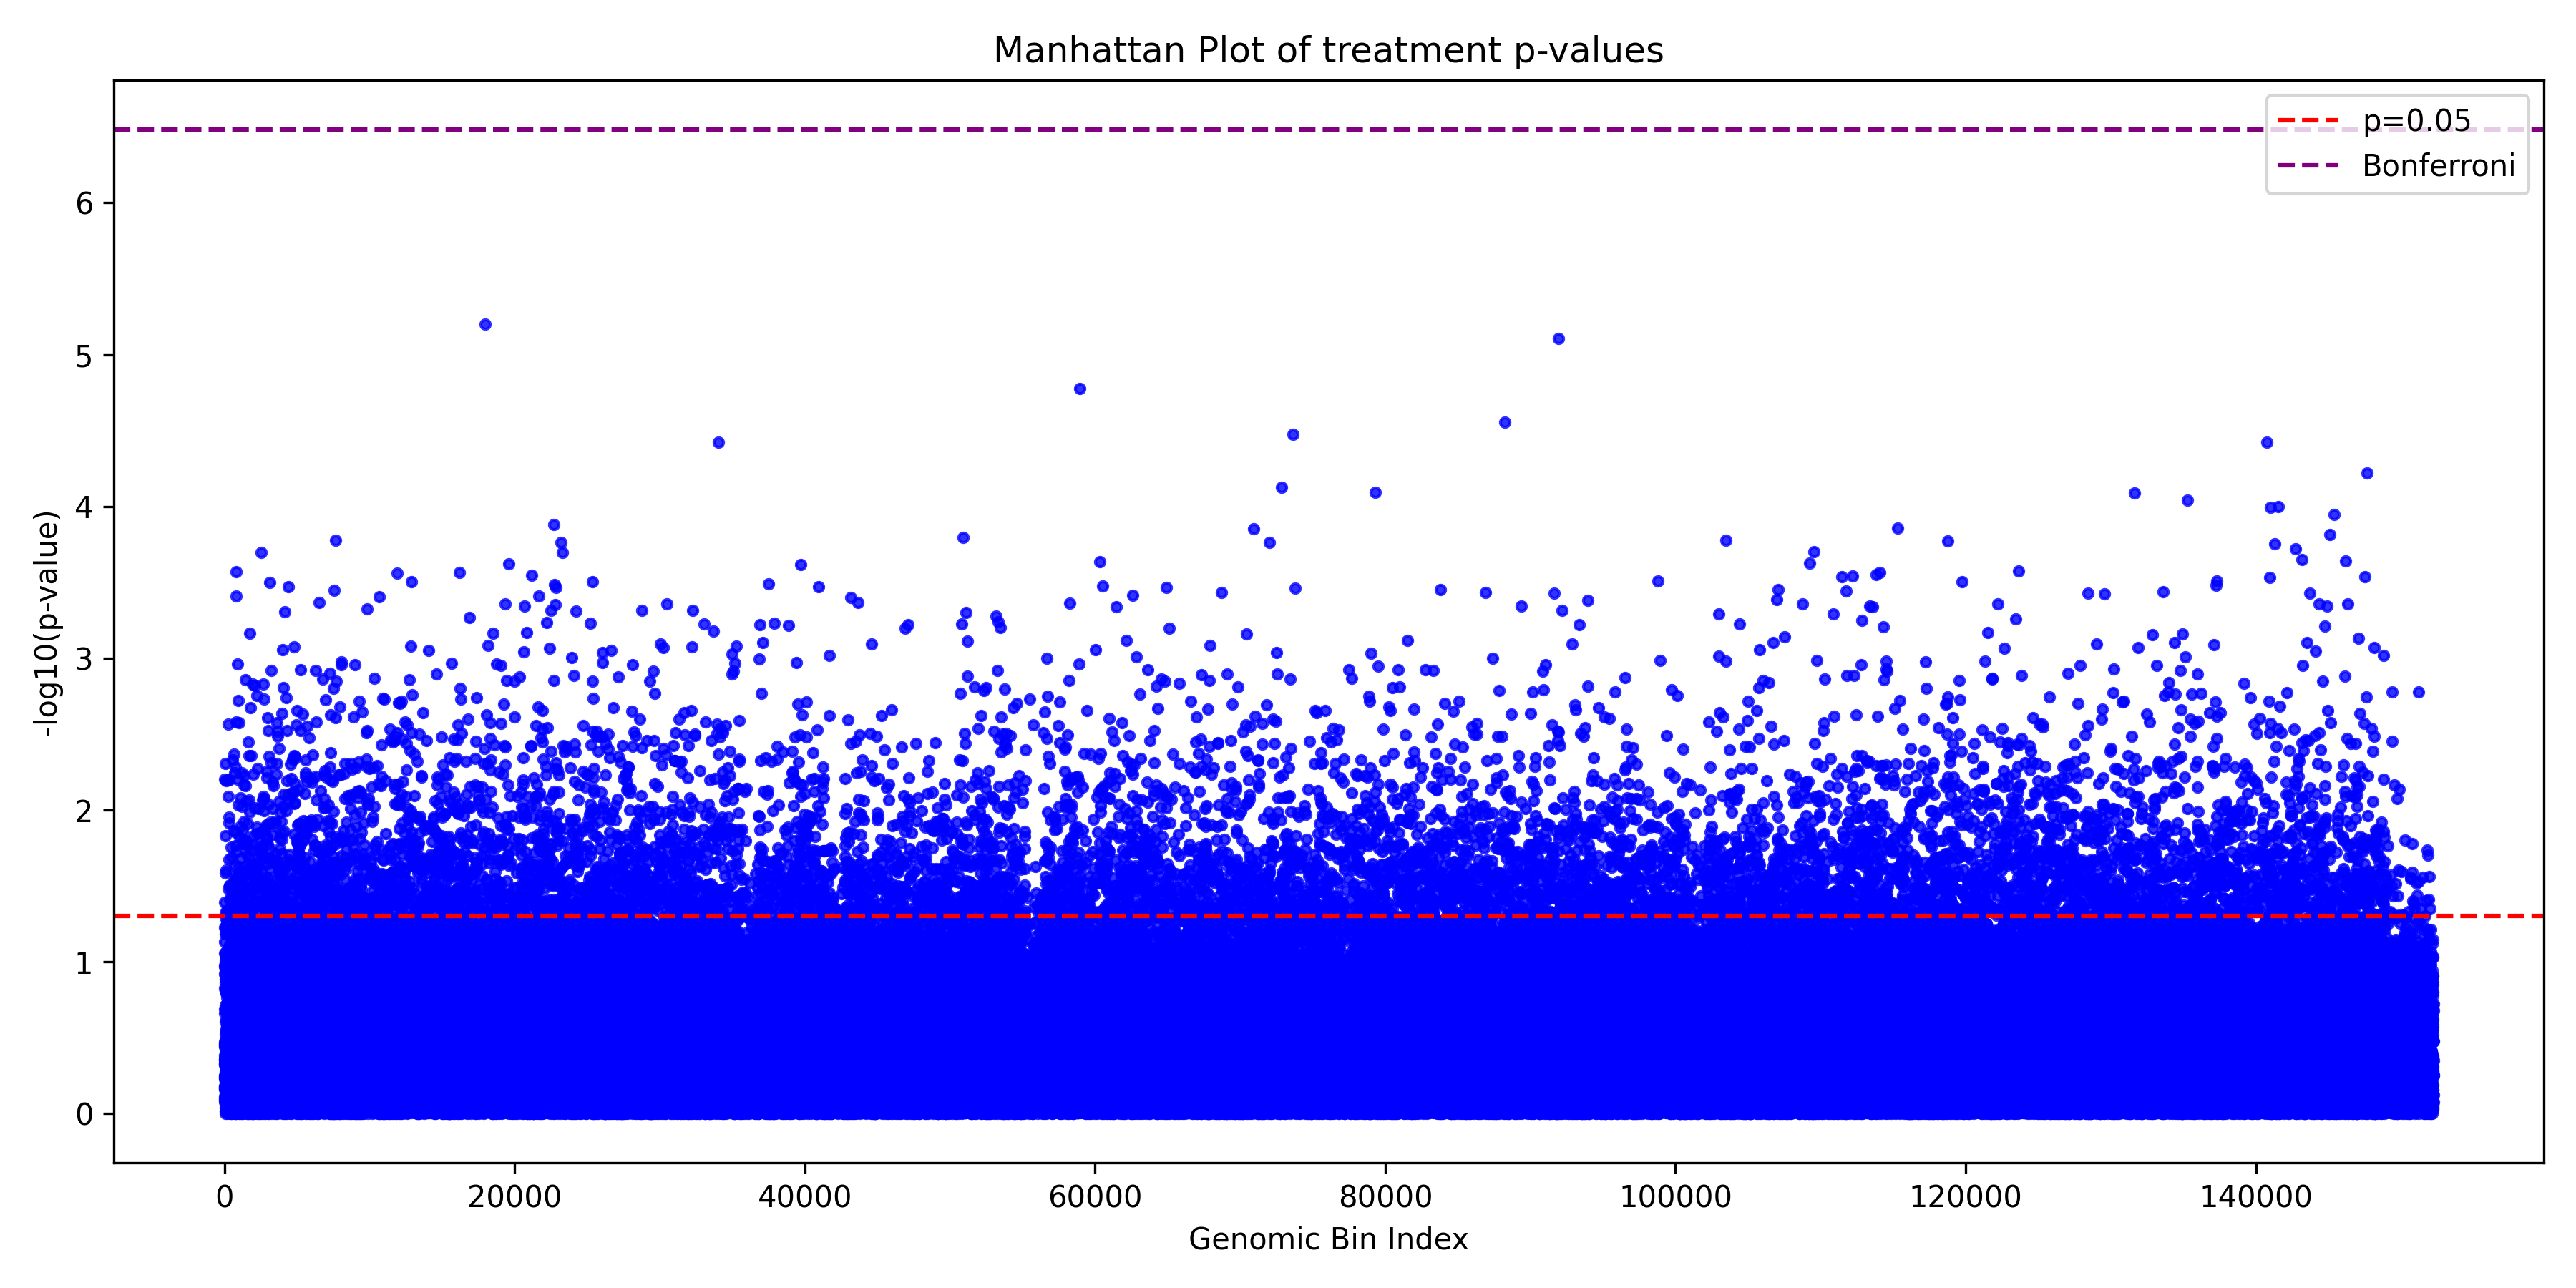 Manhattan Plot of treatment p-values
p=0.05
Bonferroni
6
5
4
3
2
1
0
-log10(p-value)
0 20000 40000 60000 80000 100000 120000 140000
Genomic Bin Index